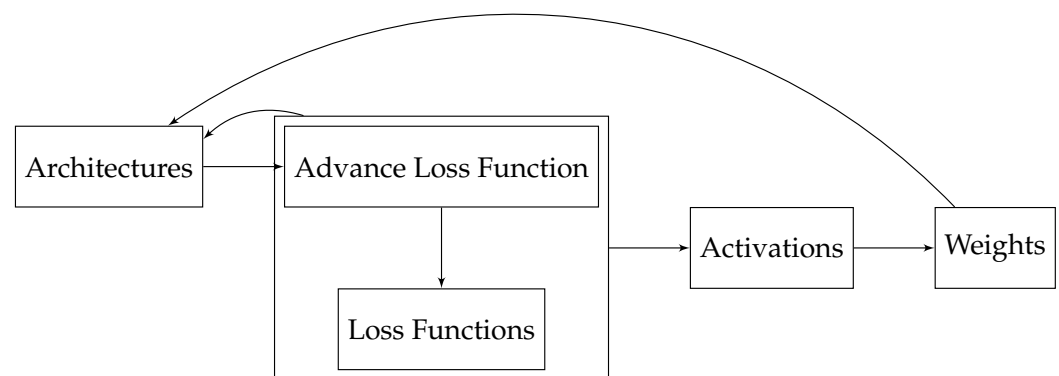 Architectures
Advance Loss Function
Loss Functions
Activations
Weights